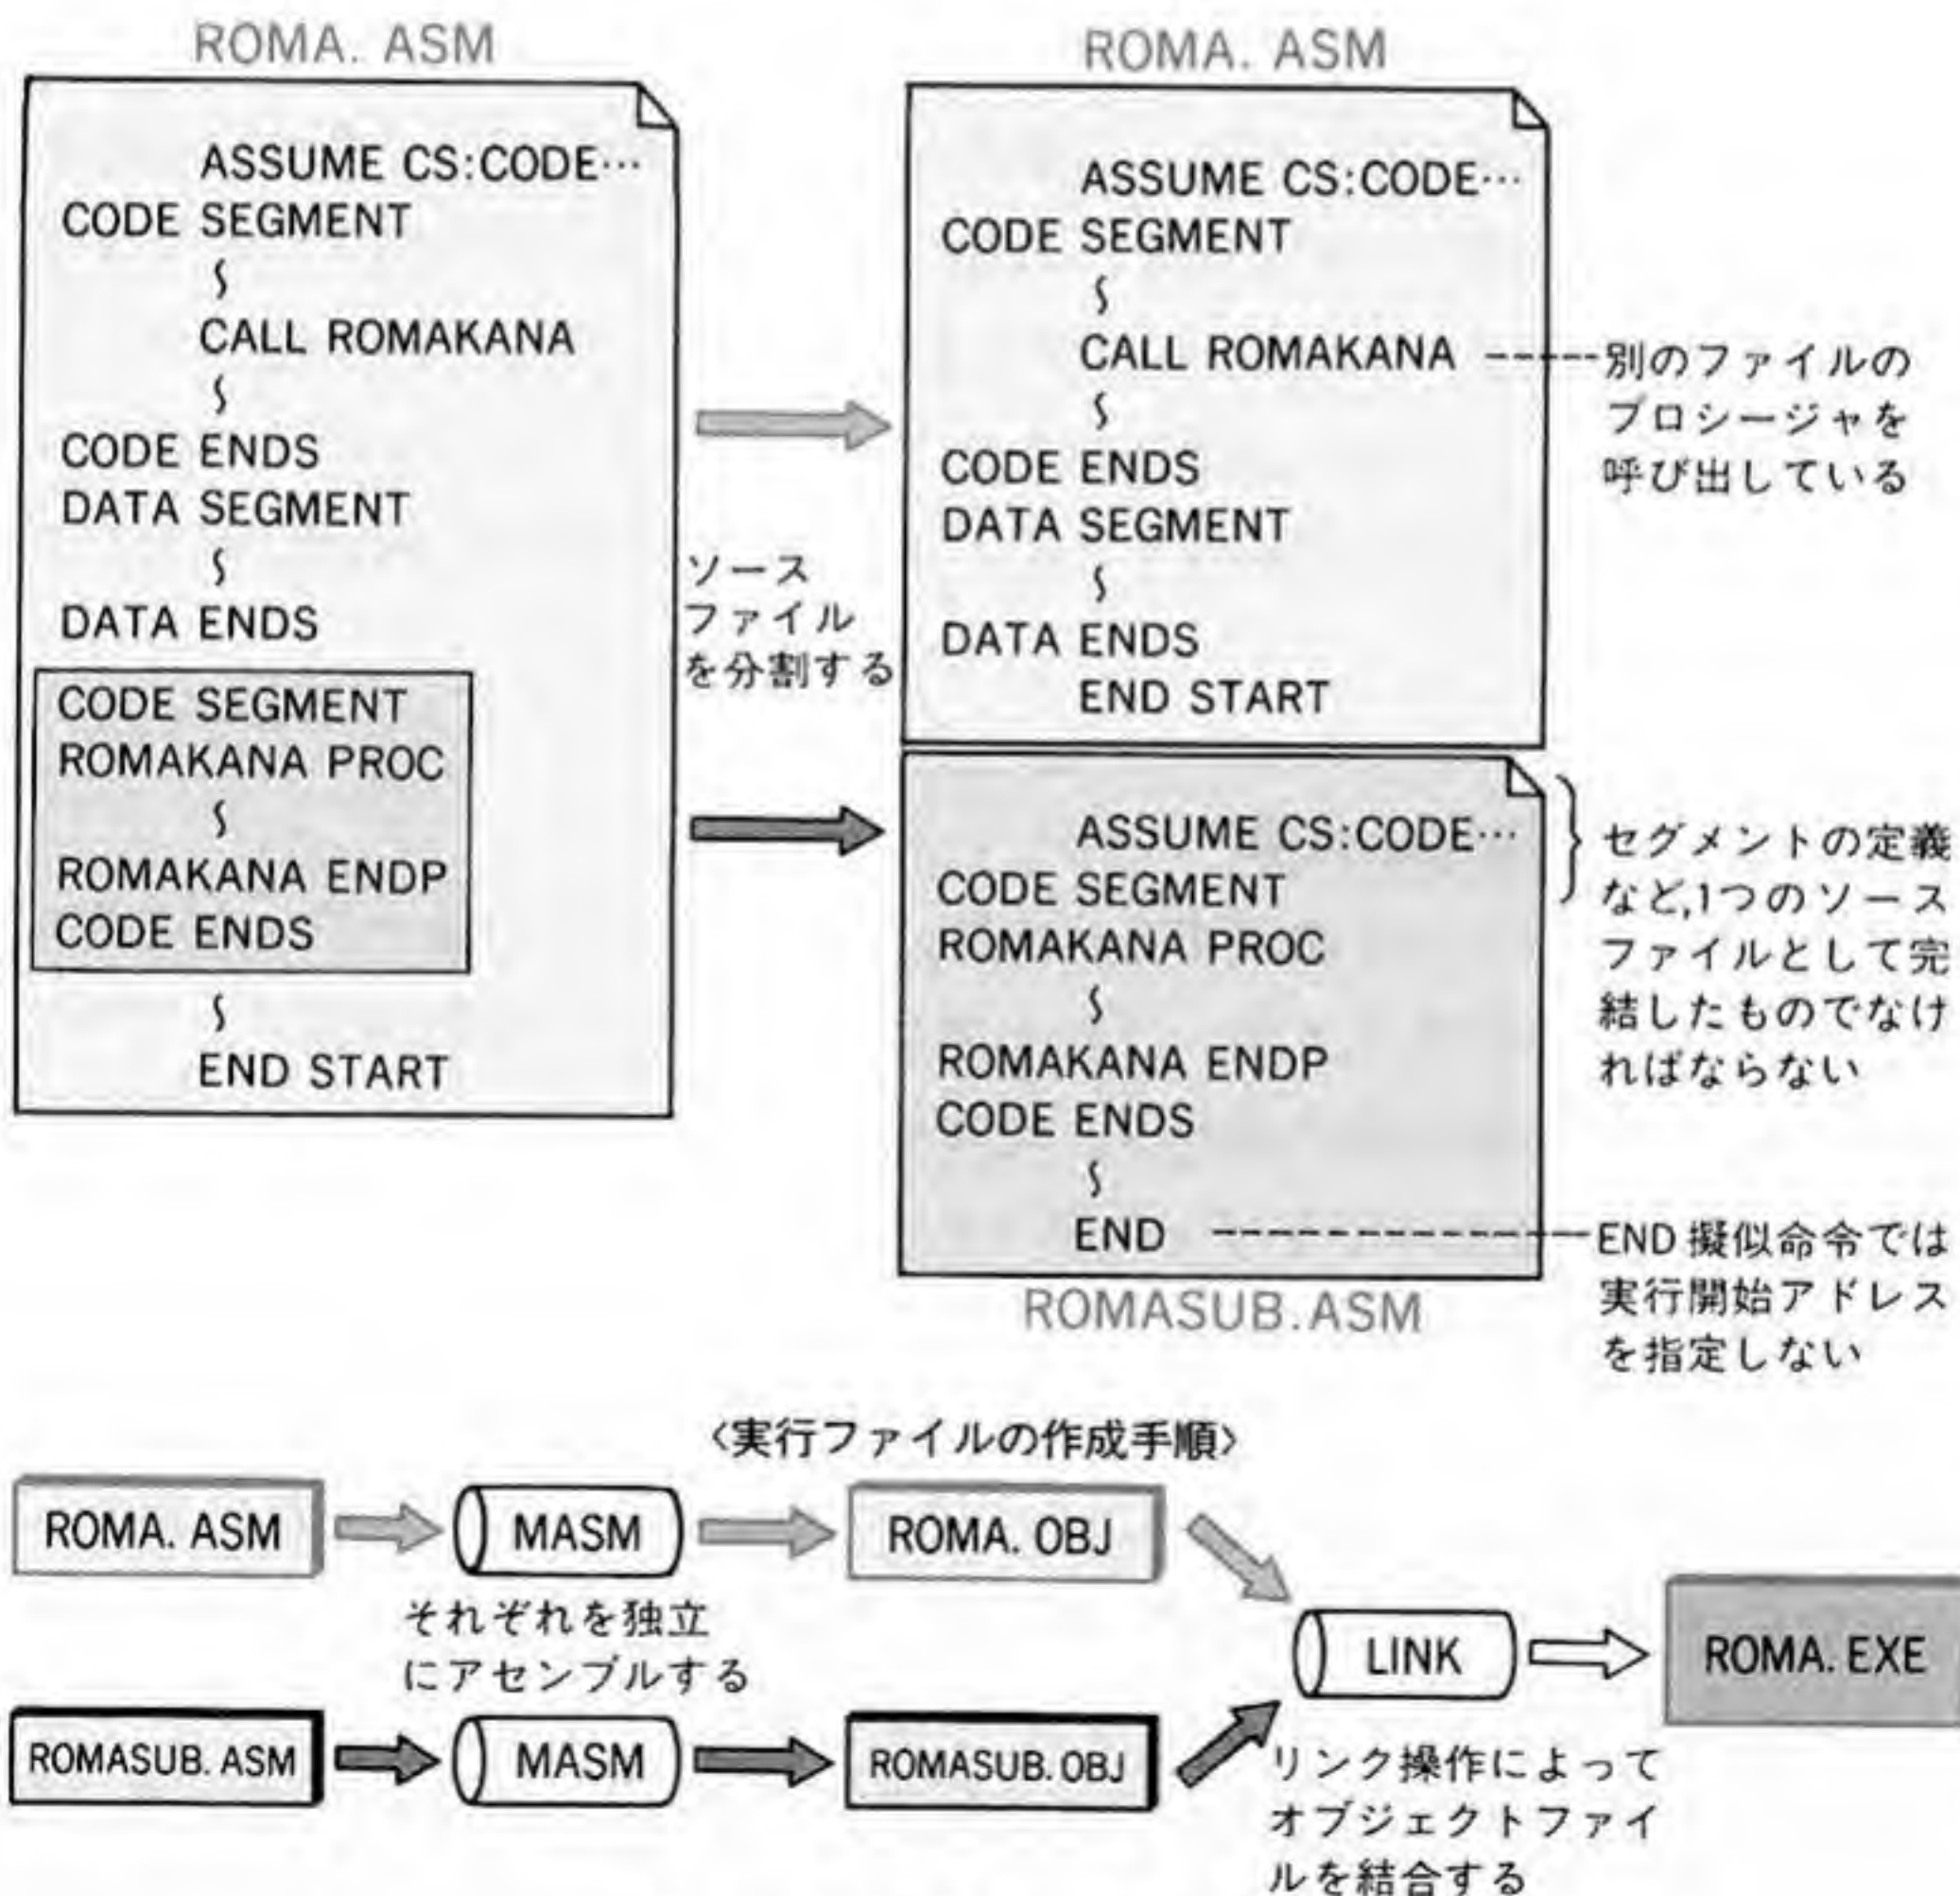 ROMA. ASM
ASSUME CS:CODE…
CODE SEGMENT
⌇
CALL ROMAKANA
⌇
CODE ENDS
DATA SEGMENT
⌇
DATA ENDS
CODE SEGMENT
ROMAKANA PROC
⌇
ROMAKANA ENDP
CODE ENDS
⌇
END START
ソース
ファイル
を分割する
ROMA. ASM
ASSUME CS:CODE…
CODE SEGMENT
⌇
CALL ROMAKANA
⌇
CODE ENDS
DATA SEGMENT
⌇
DATA ENDS
END START
別のファイルの
プロシージャを
呼び出している
ASSUME CS:CODE…
CODE SEGMENT
ROMAKANA PROC
⌇
ROMAKANA ENDP
CODE ENDS
⌇
END
ROMASUB.ASM
セグメントの定義
など,1つのソース
ファイルとして完
結したものでなけ
ればならない
END 擬似命令では
実行開始アドレス
を指定しない
〈実行ファイルの作成手順〉
ROMA. ASM
MASM
ROMA. OBJ
それぞれを独立
にアセンブルする
LINK
ROMA. EXE
ROMASUB. ASM
MASM
ROMASUB. OBJ
リンク操作によって
オブジェクトファイ
ルを結合する